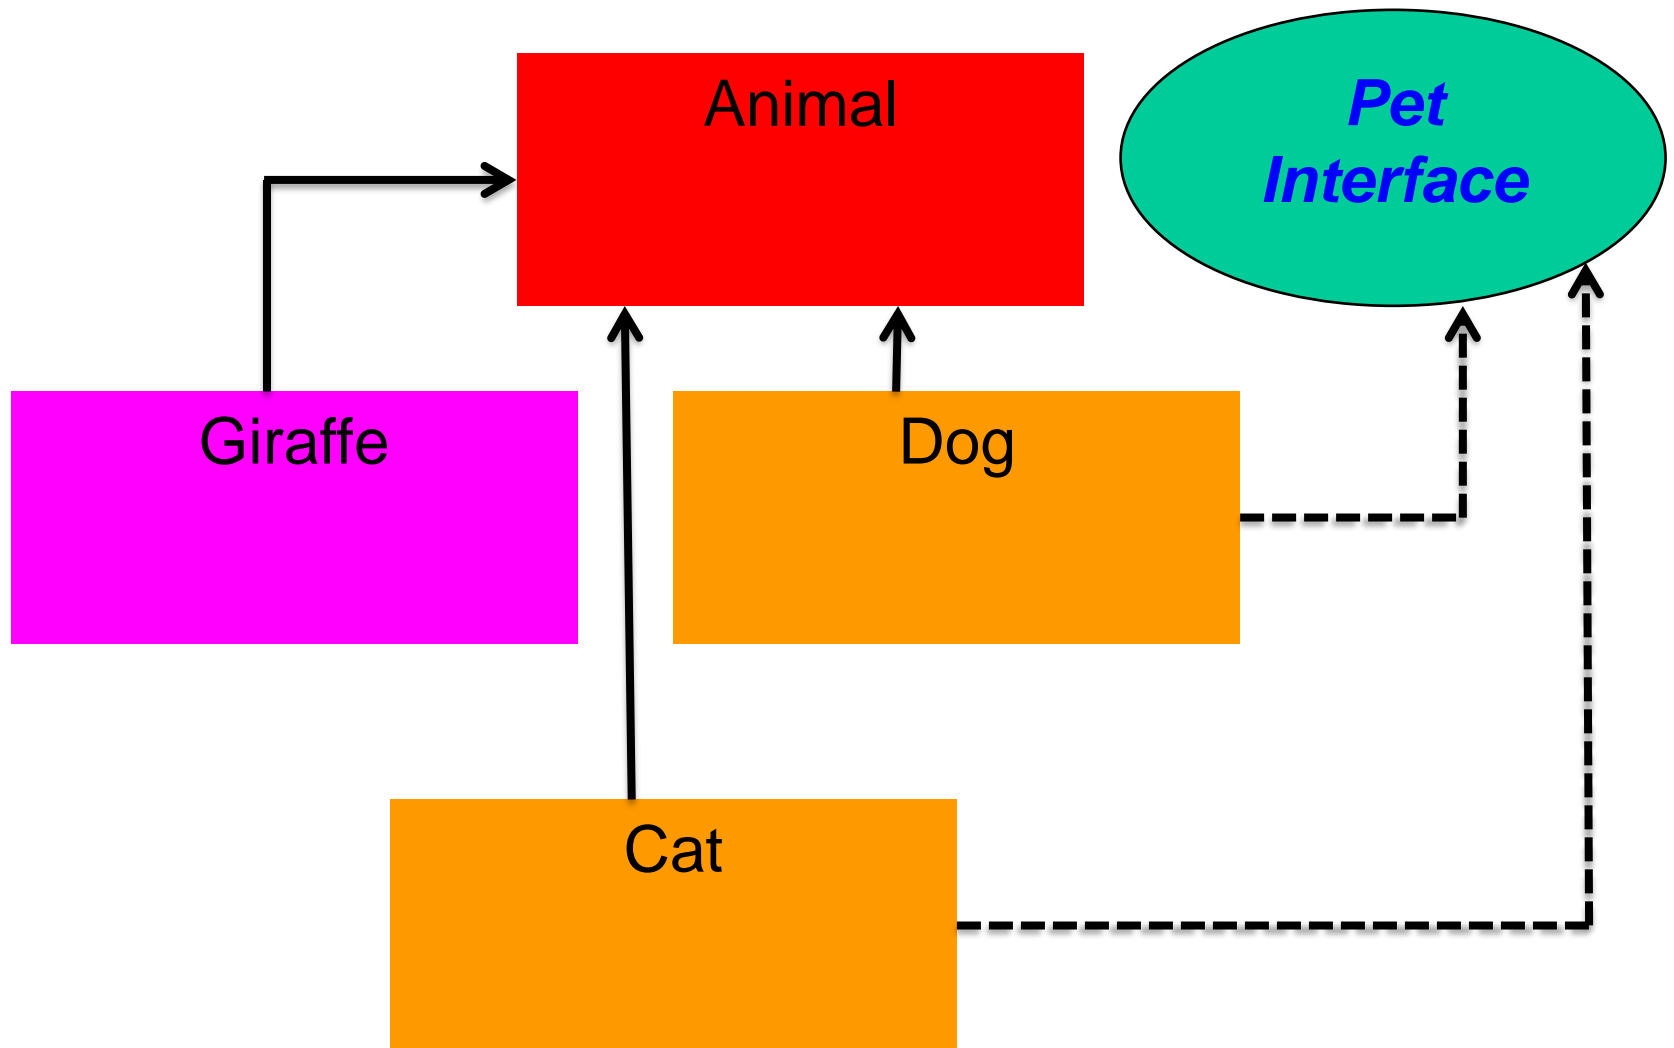 Animal
Pet
Interface
Giraffe
Dog
Cat